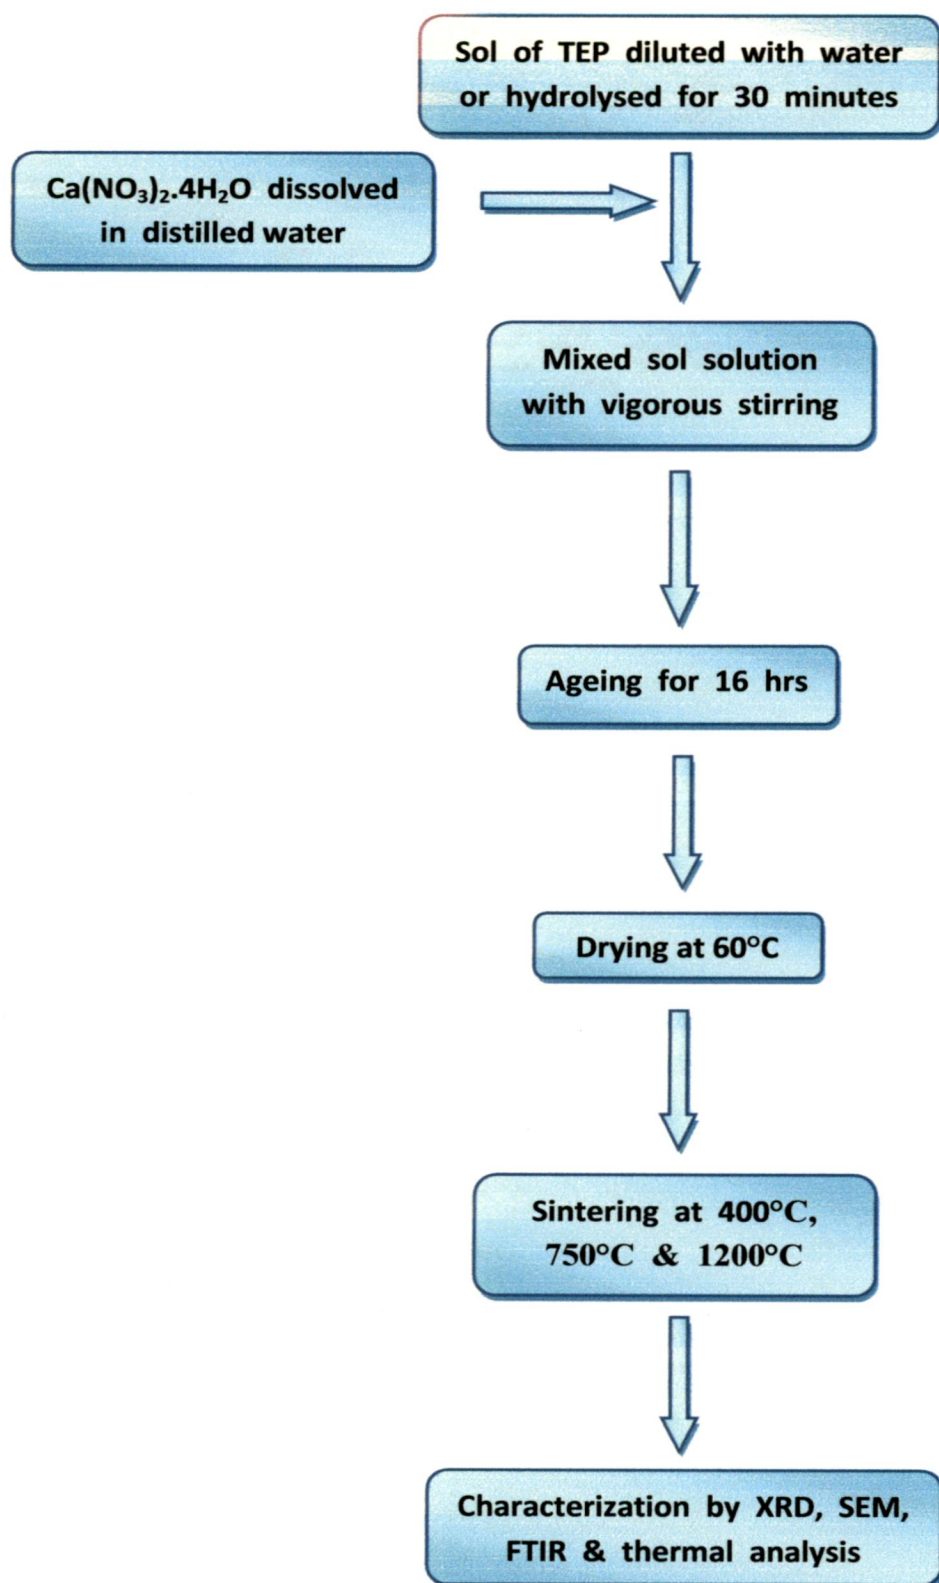 Sol of TEP diluted with water
or hydrolysed for 30 minutes
Ca(NO₃)₂.4H₂O dissolved
in distilled water
Mixed sol solution
with vigorous stirring
Ageing for 16 hrs
Drying at 60°C
Sintering at 400°C,
750°C & 1200°C
Characterization by XRD, SEM,
FTIR & thermal analysis